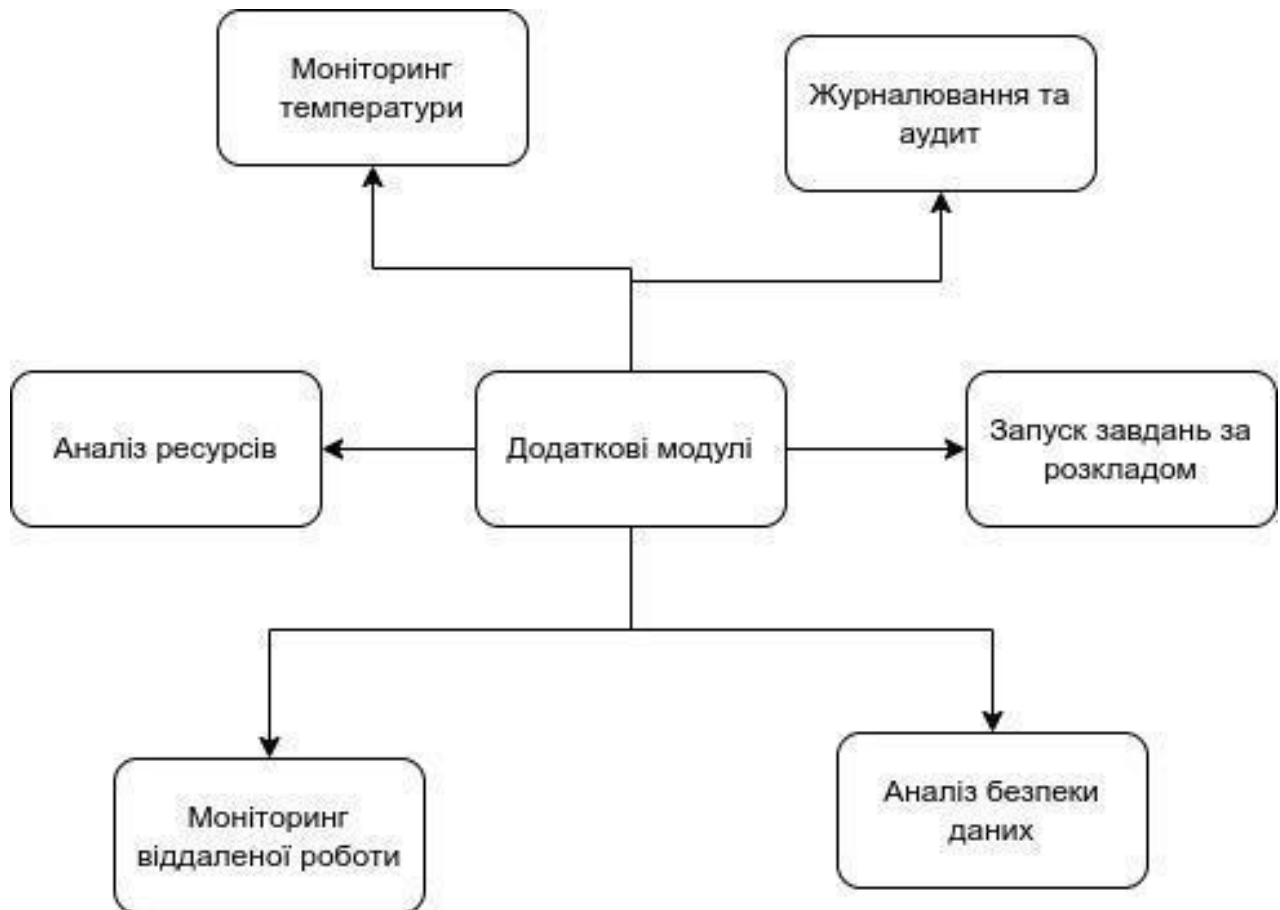 Моніторинг
температури
Журналювання та
аудит
Аналіз ресурсів
Додаткові модулі
Запуск завдань за
розкладом
Моніторинг
віддаленої роботи
Аналіз безпеки
даних